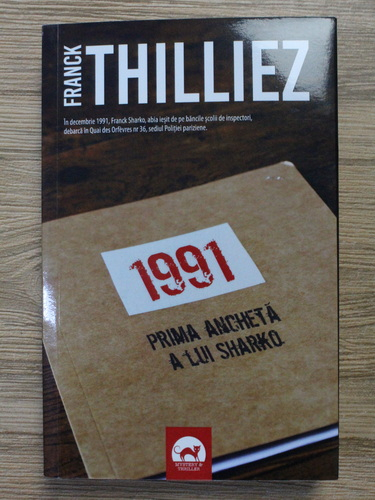 FRANCK
THILLIEZ
În decembrie 1991, Franck Sharko, abia ieșit de pe băncile școlii de inspectori,
debarcă în Quai des Orfèvres nr 36, sediul Poliției pariziene.
1991
PRIMA ANCHETĂ
A LUI SHARKO
MYSTERY &
THRILLER